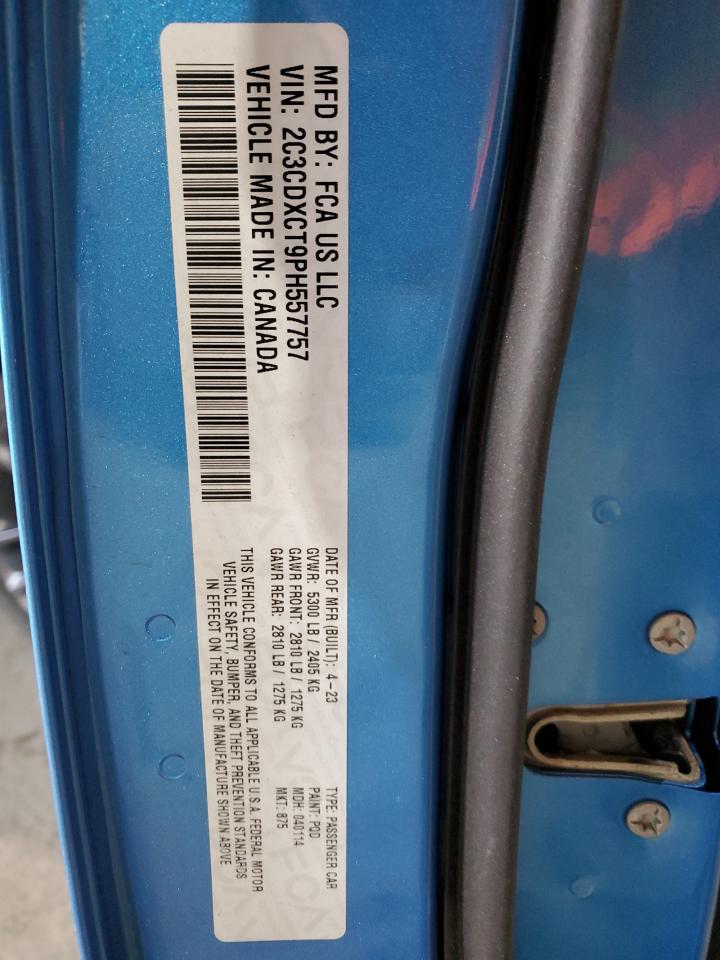 MFD BY: FCA US LLC
VIN: 2C3CDXCT9PH557757
VEHICLE MADE IN: CANADA
DATE OF MFR (BUILT): 4-23
GVWR: 5300 LB / 2405 KG
GAWR FRONT: 2810 LB / 1275 KG
GAWR REAR: 2810 LB / 1275 KG
TYPE: PASSENGER CAR
PAINT: PQD
MDH: 040114
MKT: 875
THIS VEHICLE CONFORMS TO ALL APPLICABLE U.S.A. FEDERAL MOTOR
VEHICLE SAFETY, BUMPER, AND THEFT PREVENTION STANDARDS
IN EFFECT ON THE DATE OF MANUFACTURE SHOWN ABOVE